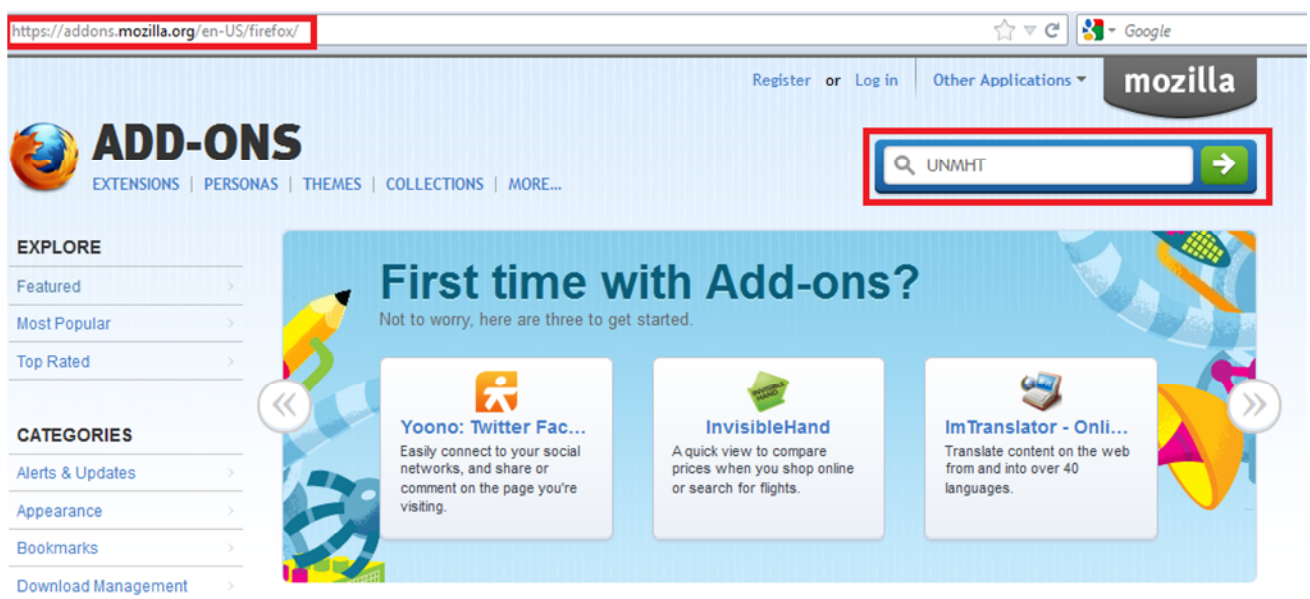 https://addons.mozilla.org/en-US/firefox/
Google
Register or Log in Other Applications
mozilla
ADD-ONS
EXTENSIONS | PERSONAS | THEMES | COLLECTIONS | MORE...
UNMHT
EXPLORE
Featured
Most Popular
Top Rated
CATEGORIES
Alerts & Updates
Appearance
Bookmarks
Download Management
First time with Add-ons?
Not to worry, here are three to get started.
Yoono: Twitter Fac...
Easily connect to your social
networks, and share or
comment on the page you're
visiting.
INVISIBLE HAND
InvisibleHand
A quick view to compare
prices when you shop online
or search for flights.
ImTranslator - Onli...
Translate content on the web
from and into over 40
languages.